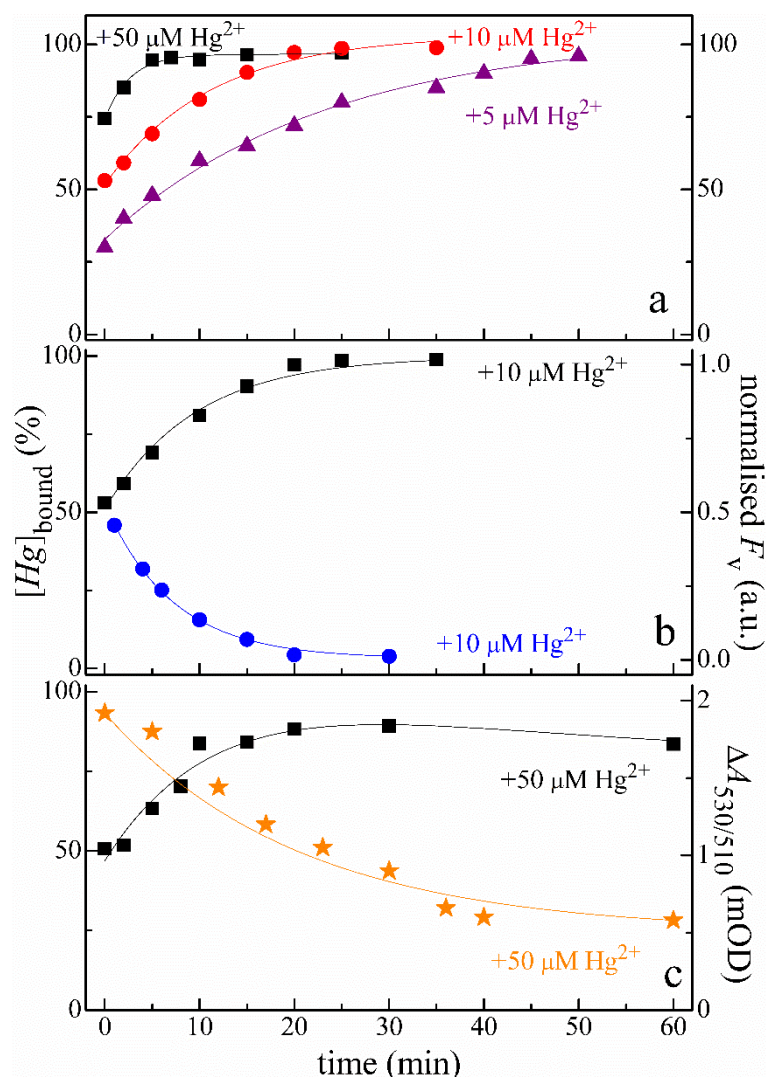 100
+50 μM Hg2+
+10 μM Hg2+
100
+5 μM Hg2+
50
50
0
a
0
100
+10 μM Hg2+
1.0
[Hg]bound (%)
50
0.5
normalised Fv (a.u.)
0
+10 μM Hg2+
b
0.0
100
2
+50 μM Hg2+
50
1
ΔA530/510 (mOD)
+50 μM Hg2+
c
0
0
0 10 20 30 40 50 60
time (min)